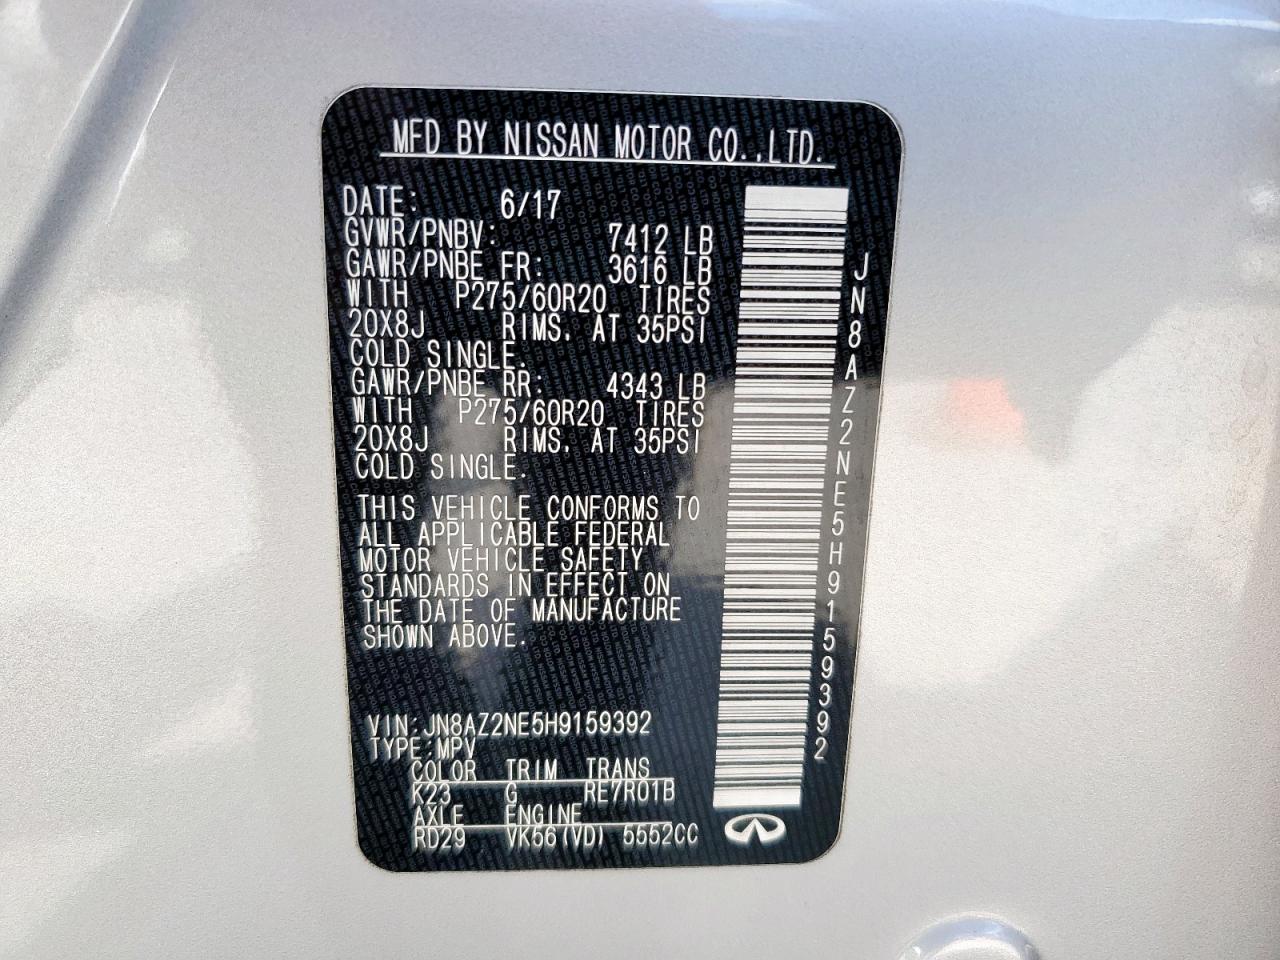 MFD BY NISSAN MOTOR CO.,LTD.
DATE: 6/17
GVWR/PNBV: 7412 LB
GAWR/PNBE FR: 3616 LB
WITH P275/60R20 TIRES
20X8J RIMS, AT 35PSI
COLD SINGLE.
GAWR/PNBE RR: 4343 LB
WITH P275/60R20 TIRES
20X8J RIMS, AT 35PSI
COLD SINGLE.
THIS VEHICLE CONFORMS TO
ALL APPLICABLE FEDERAL
MOTOR VEHICLE SAFETY
STANDARDS IN EFFECT ON
THE DATE OF MANUFACTURE
SHOWN ABOVE.
VIN:JN8AZ2NE5H9159392
TYPE:MPV
COLOR TRIM TRANS
K23 G RE7R01B
AXLE ENGINE
RD29 VK56(VD) 5552CC
JN8AZ2NE5H9159392